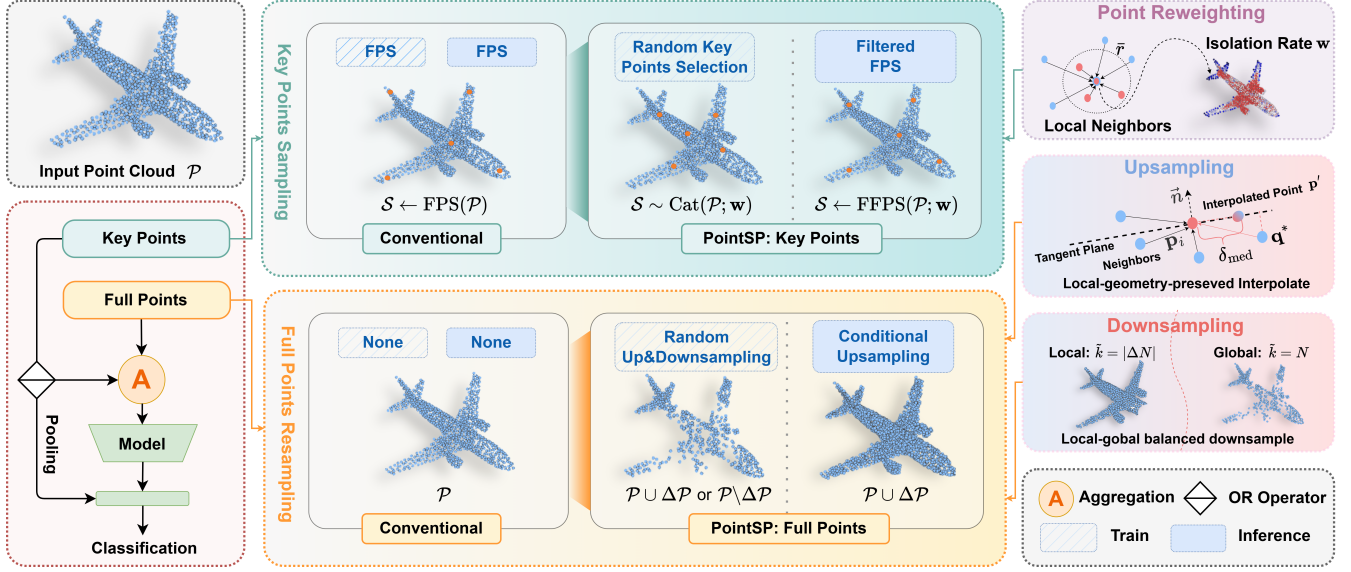 Input Point Cloud 𝒫
Key Points
Full Points
A
Model
Pooling
Classification
Key Points Sampling
FPS
FPS
𝒮 ← FPS(𝒫)
Conventional
Random Key
Points Selection
Filtered
FPS
𝒮 ∼ Cat(𝒫; w)
𝒮 ← FFPS(𝒫; w)
PointSP: Key Points
Full Points Resampling
None
None
𝒫
Conventional
Random
Up&Downsampling
Conditional
Upsampling
𝒫 ∪ Δ𝒫 or 𝒫\Δ𝒫
𝒫 ∪ Δ𝒫
PointSP: Full Points
Point Reweighting
r̄
Isolation Rate w
Local Neighbors
Upsampling
n⃗
Interpolated Point p′
Tangent Plane
Neighbors
p_i
q*
δ_med
Local-geometry-preseved Interpolate
Downsampling
Local: k̃ = |ΔN|
Global: k̃ = N
Local-gobal balanced downsample
A
Aggregation
OR Operator
Train
Inference